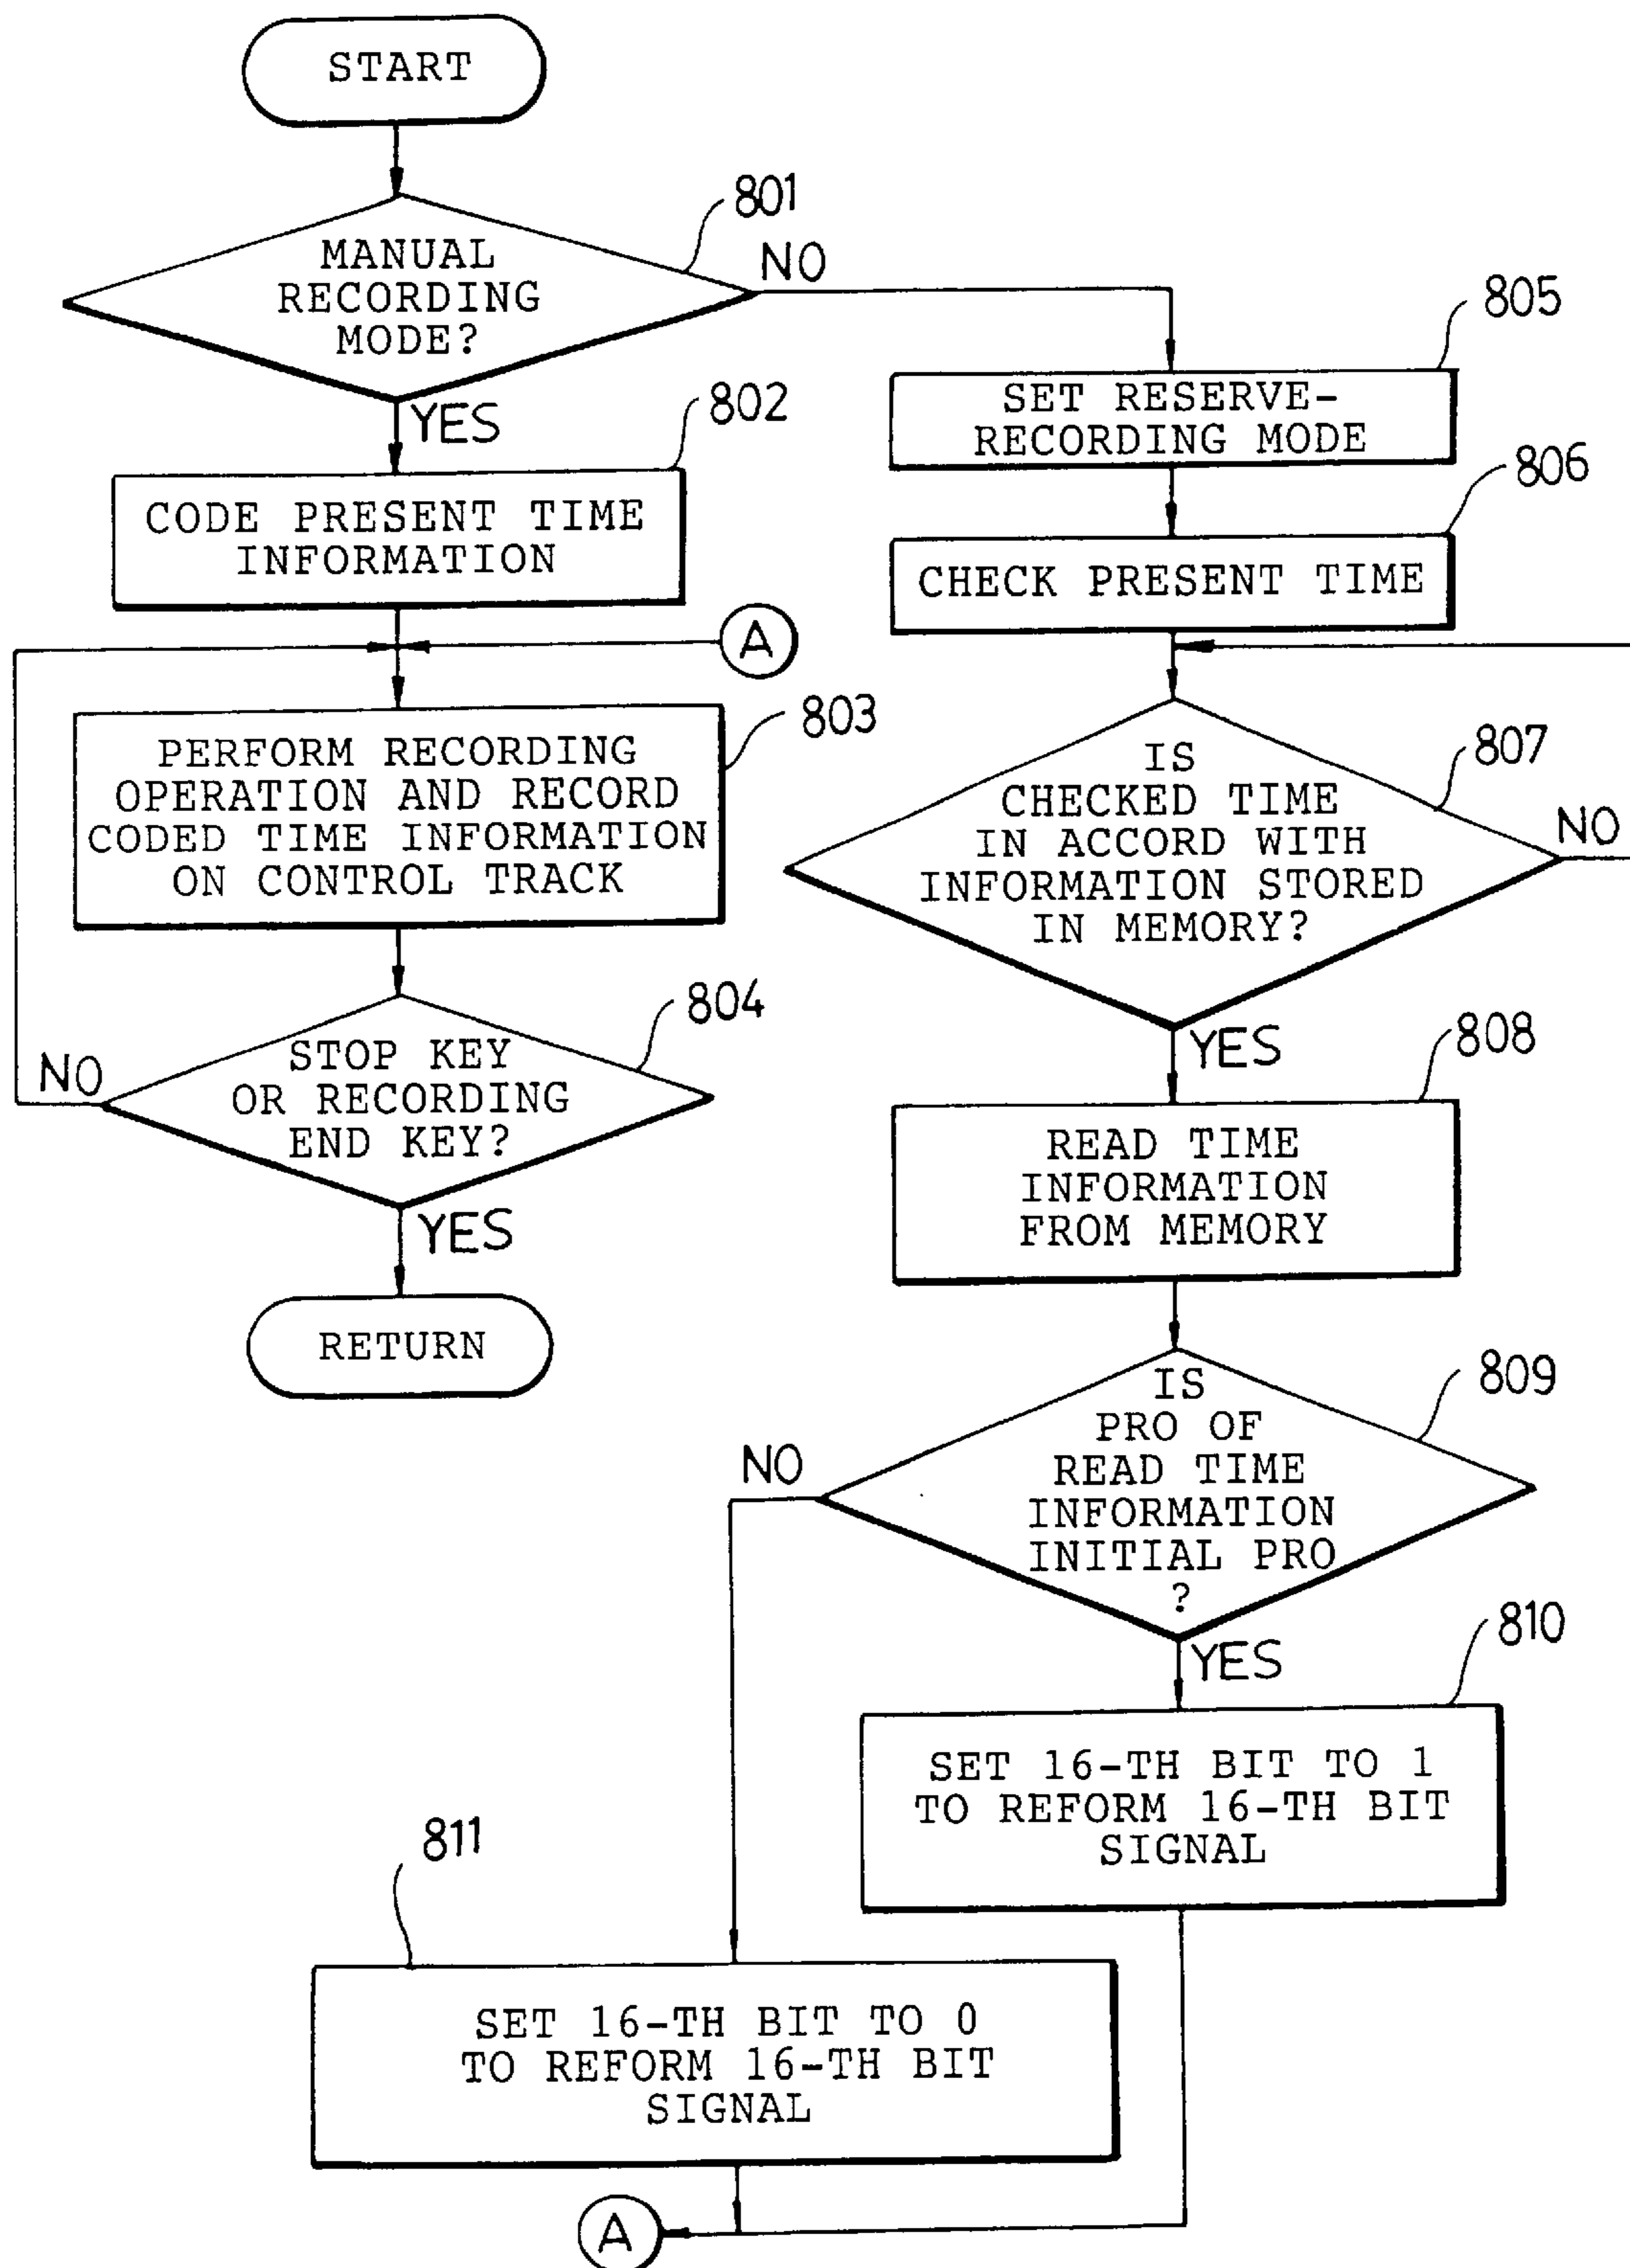 START
801
MANUAL
RECORDING
MODE?
NO
YES
802
CODE PRESENT TIME
INFORMATION
A
803
PERFORM RECORDING
OPERATION AND RECORD
CODED TIME INFORMATION
ON CONTROL TRACK
804
STOP KEY
OR RECORDING
END KEY?
NO
YES
RETURN
805
SET RESERVE-
RECORDING MODE
806
CHECK PRESENT TIME
807
IS
CHECKED TIME
IN ACCORD WITH
INFORMATION STORED
IN MEMORY?
NO
YES
808
READ TIME
INFORMATION
FROM MEMORY
809
IS
PRO OF
READ TIME
INFORMATION
INITIAL PRO
?
NO
YES
810
SET 16-TH BIT TO 1
TO REFORM 16-TH BIT
SIGNAL
811
SET 16-TH BIT TO 0
TO REFORM 16-TH BIT
SIGNAL
A